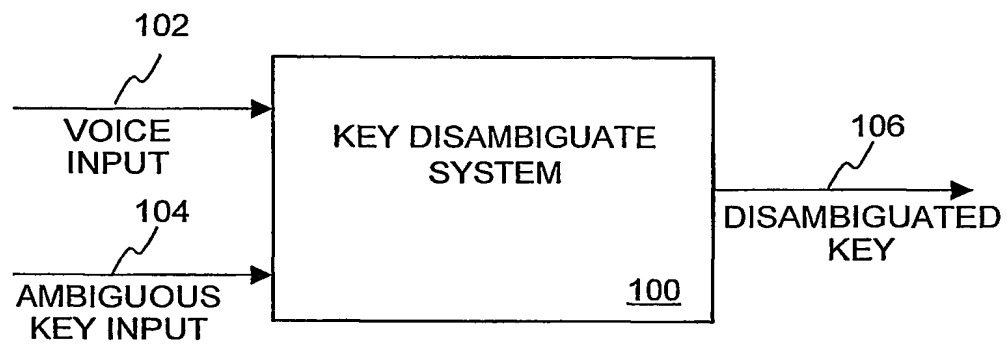 102
VOICE
INPUT
104
AMBIGUOUS
KEY INPUT
KEY DISAMBIGUATE
SYSTEM
100
106
DISAMBIGUATED
KEY